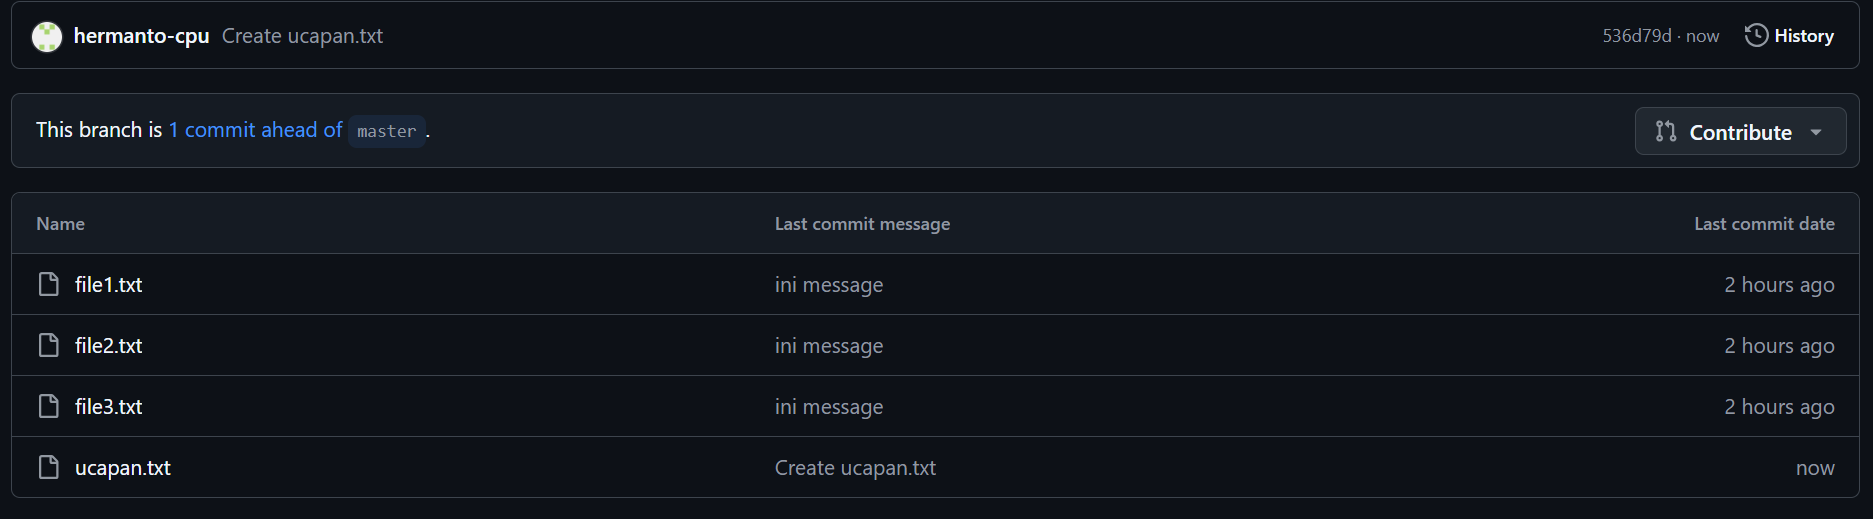 hermanto-cpu Create ucapan.txt 536d79d · now History
This branch is 1 commit ahead of master. Contribute
Name Last commit message Last commit date
file1.txt ini message 2 hours ago
file2.txt ini message 2 hours ago
file3.txt ini message 2 hours ago
ucapan.txt Create ucapan.txt now